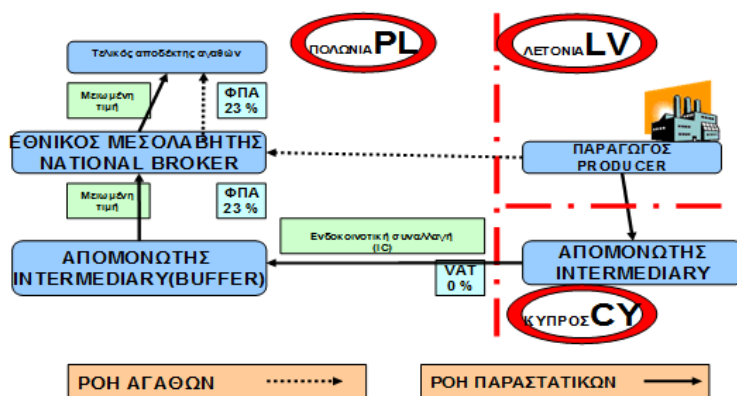 ΠΟΛΩΝΙΑ PL
ΛΕΤΟΝΙΑ LV
Τελικός αποδέκτης αγαθών
Μειωμένη
τιμή
ΦΠΑ
23 %
ΕΘΝΙΚΟΣ ΜΕΣΟΛΑΒΗΤΗΣ
NATIONAL BROKER
ΠΑΡΑΓΩΓΟΣ
PRODUCER
Μειωμένη
τιμή
ΦΠΑ
23 %
Ενδοκοινοτική συναλλαγή
(IC)
ΑΠΟΜΟΝΩΤΗΣ
INTERMEDIARY(BUFFER)
VAT
0 %
ΑΠΟΜΟΝΩΤΗΣ
INTERMEDIARY
ΚΥΠΡΟΣ CY
ΡΟΗ ΑΓΑΘΩΝ
ΡΟΗ ΠΑΡΑΣΤΑΤΙΚΩΝ